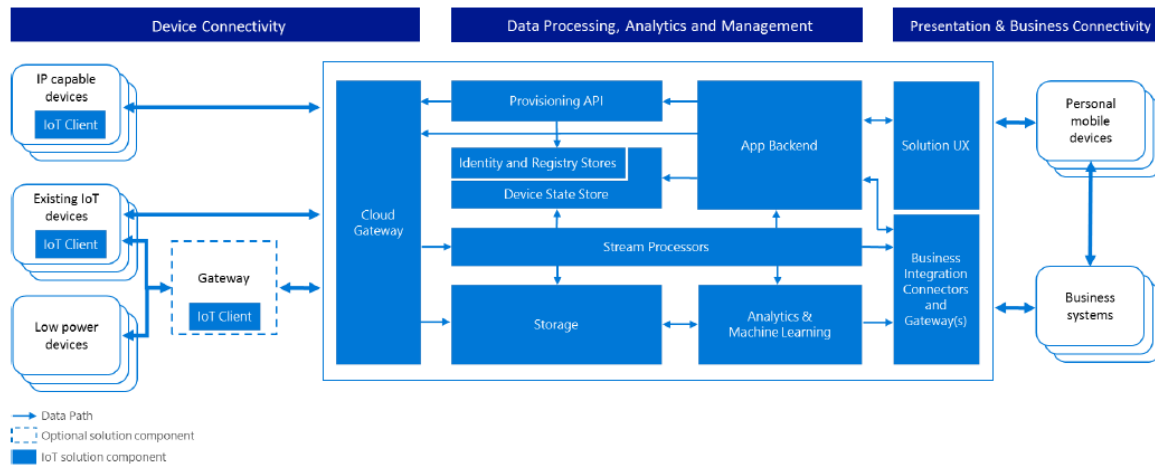 Device Connectivity
Data Processing, Analytics and Management
Presentation & Business Connectivity
IP capable
devices
IoT Client
Existing IoT
devices
IoT Client
Low power
devices
Gateway
IoT Client
Cloud
Gateway
Provisioning API
Identity and Registry Stores
Device State Store
Stream Processors
Storage
App Backend
Analytics &
Machine Learning
Solution UX
Business
Integration
Connectors
and
Gateway(s)
Personal
mobile
devices
Business
systems
Data Path
Optional solution component
IoT solution component